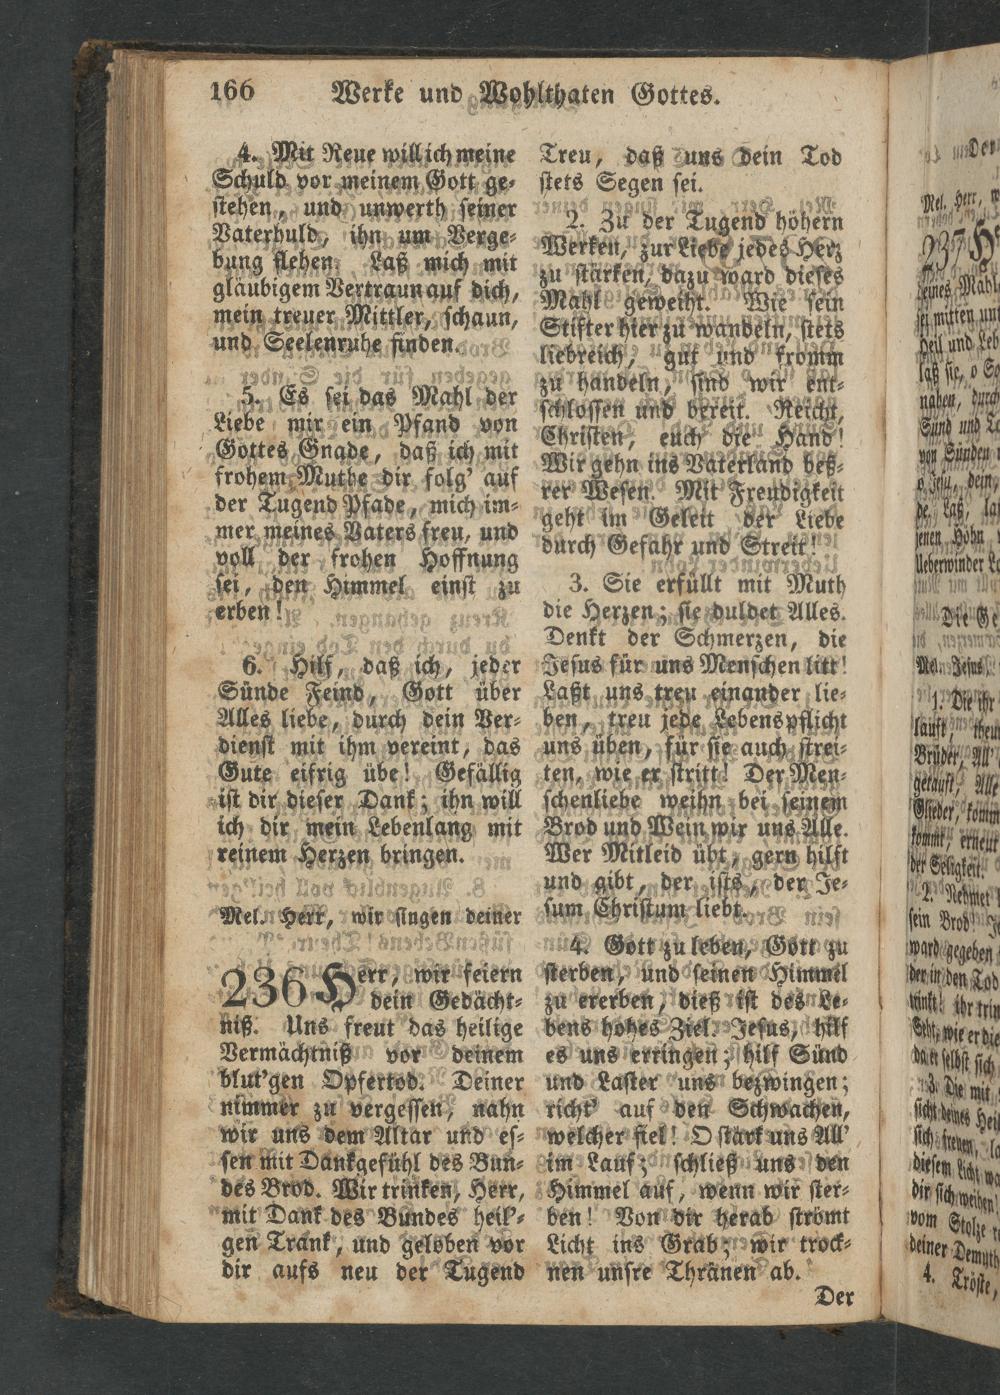 166 Werke und Wohlthaten Gottes.
4. Mit Reue will ich meine
Schuld vor meinem Gott ge-
stehen, und unwerth seiner
Vaterhuld, ihn um Verge-
bung flehen. Laß mich mit
gläubigem Vertraun auf dich,
mein treuer Mittler, schaun,
und Seelenruhe finden.
5. Es sei das Mahl der
Liebe mir ein Pfand von
Gottes Gnade, daß ich mit
frohem Muthe dir folg' auf
der Tugend Pfade, mich im-
mer meines Vaters freu, und
voll der frohen Hoffnung
sei, den Himmel einst zu
erben!
6. Hilf, daß ich, jeder
Sünde Feind, Gott über
Alles liebe, durch dein Ver-
dienst mit ihm vereint, das
Gute eifrig übe! Gefällig
ist dir dieser Dank; ihn will
ich dir mein Lebenlang mit
reinem Herzen bringen.
Mel. Herr, wir singen deiner
236 Herr, wir feiern
dein Gedächt-
niß. Uns freut das heilige
Vermächtniß vor deinem
blut'gen Opfertod. Deiner
nimmer zu vergessen, nahn
wir uns dem Altar und es-
sen mit Dankgefühl des Bun-
des Brod. Wir trinken, Herr,
mit Dank des Bundes heil'-
gen Trank, und geloben vor
dir aufs neu der Tugend
Treu, daß uns dein Tod
stets Segen sei.
2. Zu der Tugend höhern
Werken, zur Liebe jedes Herz
zu stärken, dazu ward dieses
Mahl geweiht. Wie sein
Stifter hier zu wandeln, stets
liebreich, gut und fromm
zu handeln, sind wir ent-
schlossen und bereit. Reicht,
Christen, euch die Hand!
Wir gehn ins Vaterland beß-
rer Wesen. Mit Freudigkeit
geht im Geleit der Liebe
durch Gefahr und Streit!
3. Sie erfüllt mit Muth
die Herzen; sie duldet Alles.
Denkt der Schmerzen, die
Jesus für uns Menschen litt!
Laßt uns treu einander lie-
ben, treu jede Lebenspflicht
uns üben, für sie auch strei-
ten, wie er stritt! Der Men-
schenliebe weihn bei seinem
Brod und Wein wir uns Alle.
Wer Mitleid übt, gern hilft
und gibt, der ists, der Je-
sum Christum liebt.
4. Gott zu leben, Gott zu
sterben, und seinen Himmel
zu ererben, dieß ist des Le-
bens hohes Ziel. Jesus, hilf
es uns erringen; hilf Sünd
und Laster uns bezwingen;
richt' auf den Schwachen,
welcher fiel! O stärk uns All'
im Lauf; schließ uns den
Himmel auf, wenn wir ster-
ben! Von dir herab strömt
Licht ins Grab; wir trock-
nen unsre Thränen ab.
Der